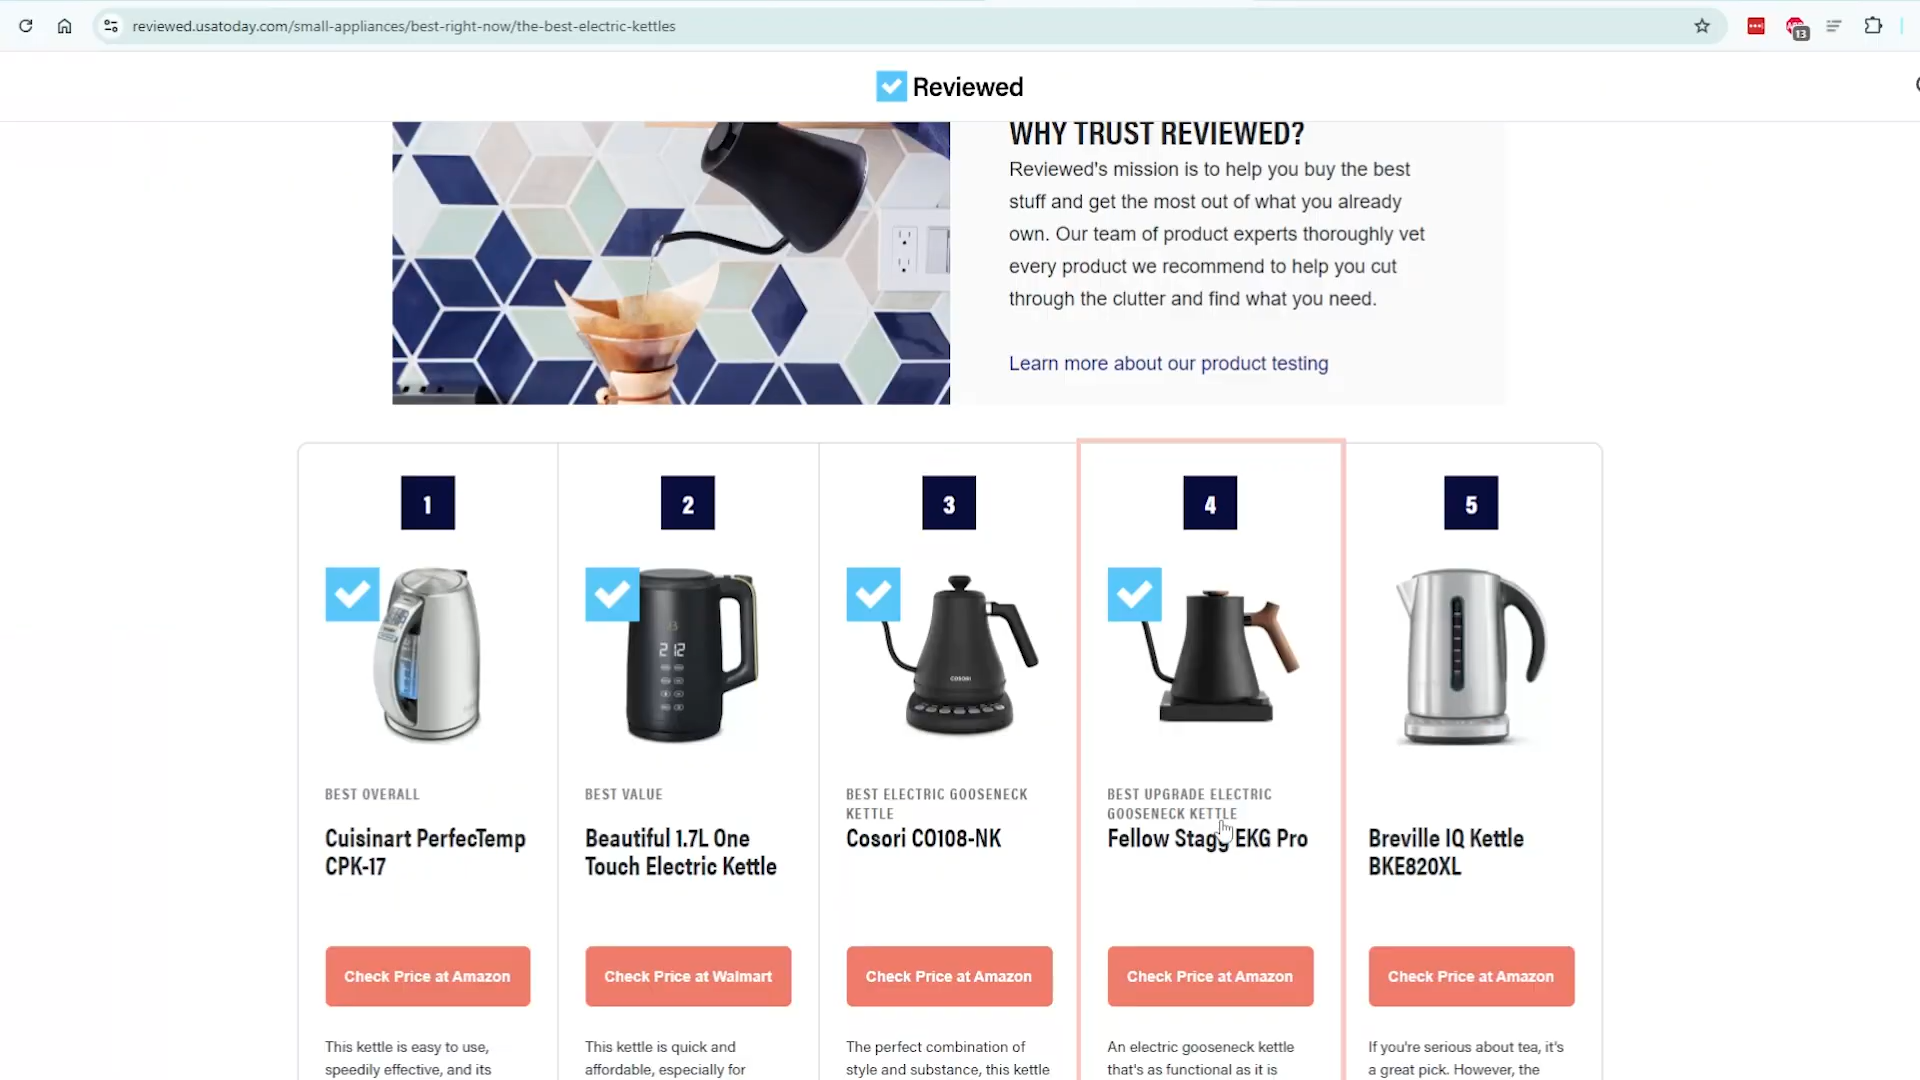 reviewed.usatoday.com/small-appliances/best-right-now/the-best-electric-kettles
13
Reviewed
WHY TRUST REVIEWED?
Reviewed's mission is to help you buy the best
stuff and get the most out of what you already
own. Our team of product experts thoroughly vet
every product we recommend to help you cut
through the clutter and find what you need.
Learn more about our product testing
1
2
3
4
5
212
COSORI
BEST OVERALL
Cuisinart PerfecTemp
CPK-17
BEST VALUE
Beautiful 1.7L One
Touch Electric Kettle
BEST ELECTRIC GOOSENECK
KETTLE
Cosori CO108-NK
BEST UPGRADE ELECTRIC
GOOSENECK KETTLE
Fellow Stagg EKG Pro
Breville IQ Kettle
BKE820XL
Check Price at Amazon
Check Price at Walmart
Check Price at Amazon
Check Price at Amazon
Check Price at Amazon
This kettle is easy to use,
speedily effective, and its
This kettle is quick and
affordable, especially for
The perfect combination of
style and substance, this kettle
An electric gooseneck kettle
that's as functional as it is
If you're serious about tea, it's
a great pick. However, the